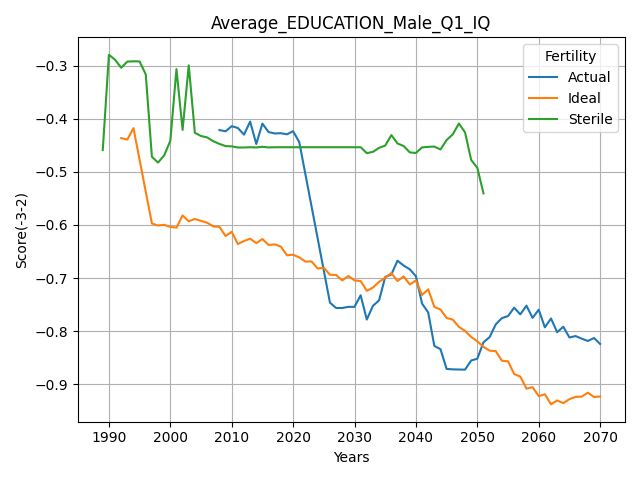 Average_EDUCATION_Male_Q1_IQ
Fertility
Actual
Ideal
Sterile
Score(-3-2)
−0.3
−0.4
−0.5
−0.6
−0.7
−0.8
−0.9
1990 2000 2010 2020 2030 2040 2050 2060 2070
Years